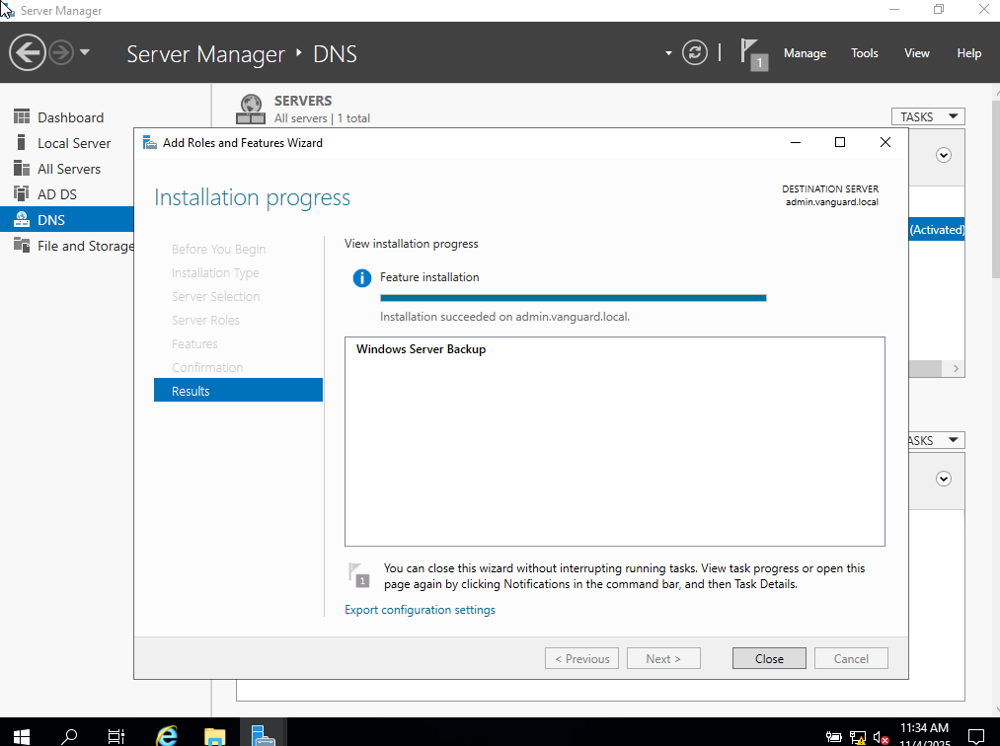 Server Manager
Server Manager ‣ DNS
1
Manage
Tools
View
Help
Dashboard
Local Server
All Servers
AD DS
DNS
File and Storage
SERVERS
All servers | 1 total
TASKS
(Activated)
ASKS
Add Roles and Features Wizard
Installation progress
DESTINATION SERVER
admin.vanguard.local
Before You Begin
Installation Type
Server Selection
Server Roles
Features
Confirmation
Results
View installation progress
Feature installation
Installation succeeded on admin.vanguard.local.
Windows Server Backup
1
You can close this wizard without interrupting running tasks. View task progress or open this
page again by clicking Notifications in the command bar, and then Task Details.
Export configuration settings
< Previous
Next >
Close
Cancel
11:34 AM
11/4/2025